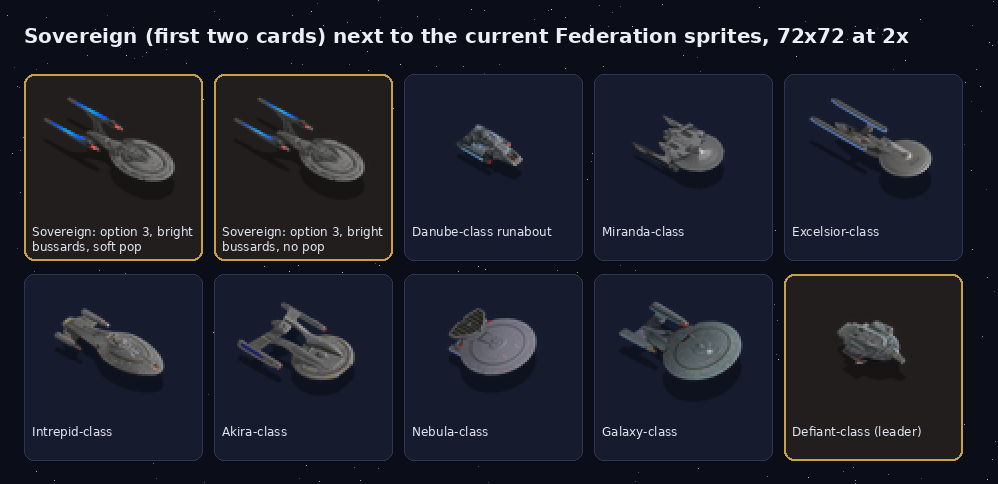 Sovereign (first two cards) next to the current Federation sprites, 72x72 at 2x
Sovereign: option 3, bright
bussards, soft pop
Sovereign: option 3, bright
bussards, no pop
Danube-class runabout
Miranda-class
Excelsior-class
Intrepid-class
Akira-class
Nebula-class
Galaxy-class
Defiant-class (leader)